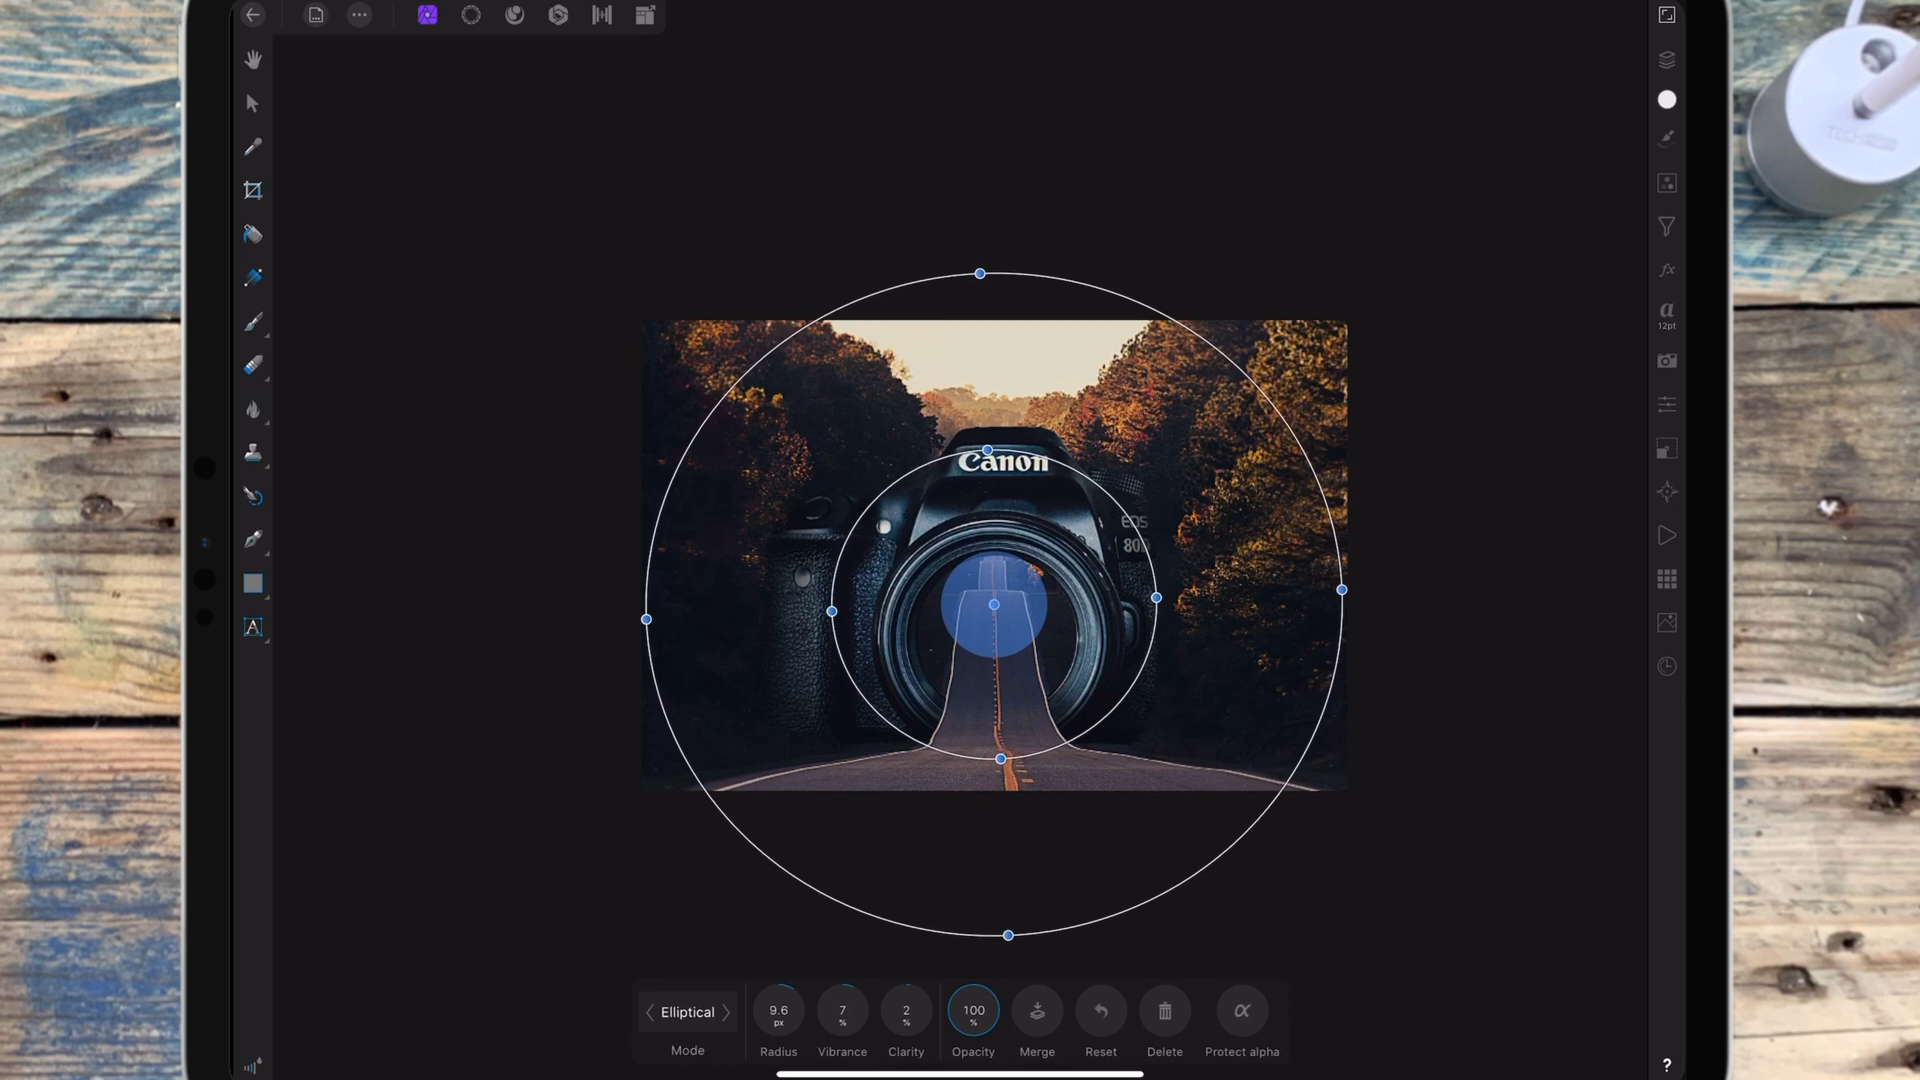 12pt
Canon
EOS
80D
A
Elliptical
Mode
9.6
px
Radius
7
%
Vibrance
2
%
Clarity
100
%
Opacity
Merge
Reset
Delete
Protect alpha
?